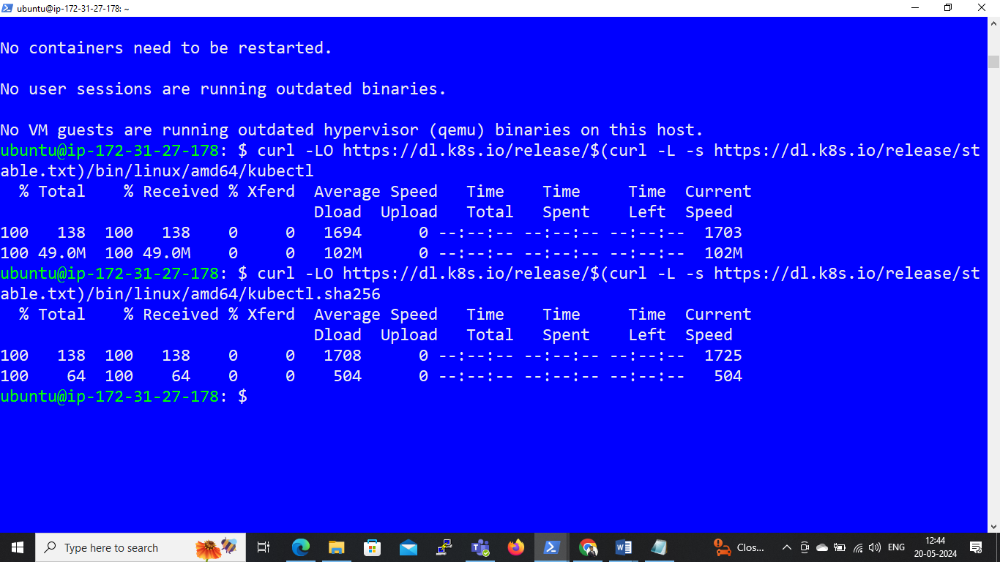 ubuntu@ip-172-31-27-178: ~
No containers need to be restarted.
No user sessions are running outdated binaries.
No VM guests are running outdated hypervisor (qemu) binaries on this host.
ubuntu@ip-172-31-27-178: $ curl -LO https://dl.k8s.io/release/$(curl -L -s https://dl.k8s.io/release/st
able.txt)/bin/linux/amd64/kubectl
  % Total    % Received % Xferd  Average Speed   Time    Time     Time  Current
                                 Dload  Upload   Total   Spent    Left  Speed
100   138  100   138    0     0   1694      0 --:--:-- --:--:-- --:--:--  1703
100 49.0M  100 49.0M    0     0   102M      0 --:--:-- --:--:-- --:--:--  102M
ubuntu@ip-172-31-27-178: $ curl -LO https://dl.k8s.io/release/$(curl -L -s https://dl.k8s.io/release/st
able.txt)/bin/linux/amd64/kubectl.sha256
  % Total    % Received % Xferd  Average Speed   Time    Time     Time  Current
                                 Dload  Upload   Total   Spent    Left  Speed
100   138  100   138    0     0   1708      0 --:--:-- --:--:-- --:--:--  1725
100    64  100    64    0     0    504      0 --:--:-- --:--:-- --:--:--   504
ubuntu@ip-172-31-27-178: $
Type here to search
Clos...
ENG
12:44
20-05-2024